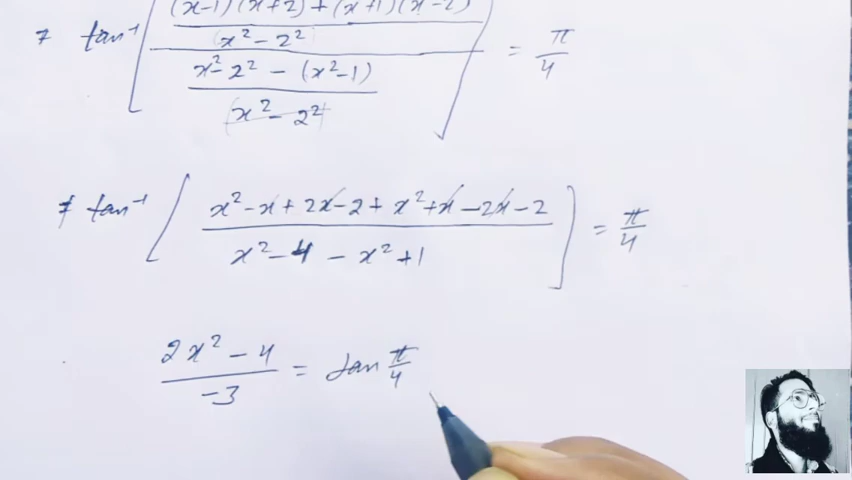 ⇒ tan⁻¹[((x-1)(x+2) + (x+1)(x-2))/(x² - 2²) / (x² - 2² - (x²-1))/(x² - 2²)] = π/4
⇒ tan⁻¹[(x² - x + 2x - 2 + x² + x - 2x - 2)/(x² - 4 - x² + 1)] = π/4
(2x² - 4)/-3 = tan π/4